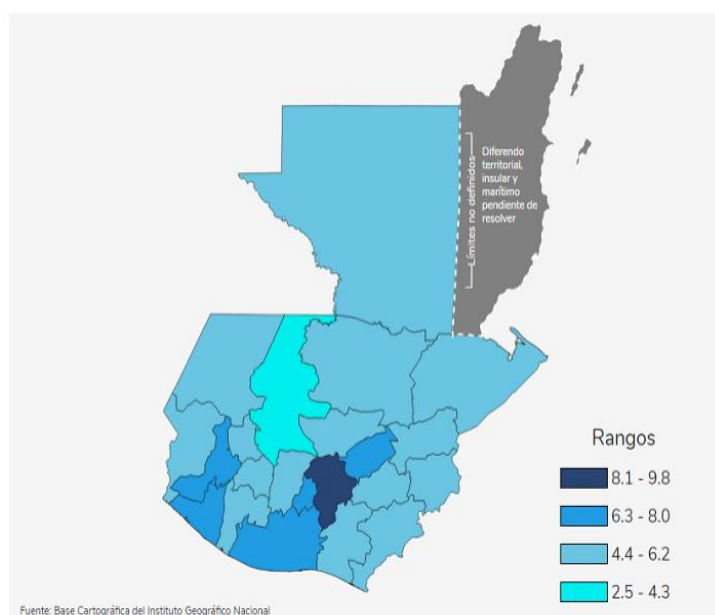 Límites no definidos
Diferendo
territorial,
insular y
marítimo
pendiente de
resolver
Rangos
8.1 - 9.8
6.3 - 8.0
4.4 - 6.2
2.5 - 4.3
Fuente: Base Cartográfica del Instituto Geográfico Nacional